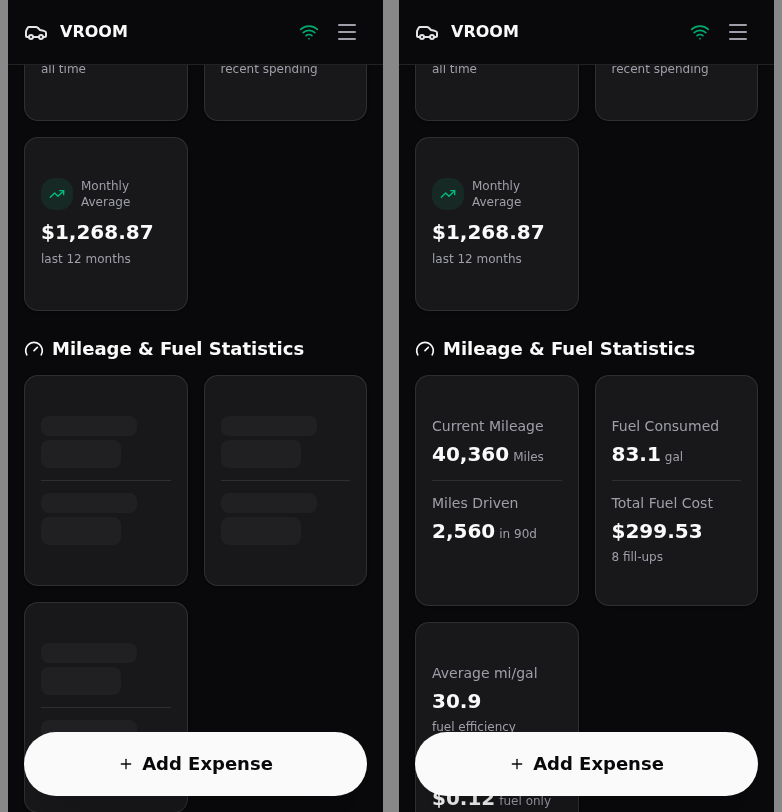 VROOM
all time
recent spending
Monthly
Average
$1,268.87
last 12 months
Mileage & Fuel Statistics
+ Add Expense
VROOM
all time
recent spending
Monthly
Average
$1,268.87
last 12 months
Mileage & Fuel Statistics
Current Mileage
40,360 Miles
Miles Driven
2,560 in 90d
Fuel Consumed
83.1 gal
Total Fuel Cost
$299.53
8 fill-ups
Average mi/gal
30.9
fuel efficiency
+ Add Expense
$0.12 fuel only